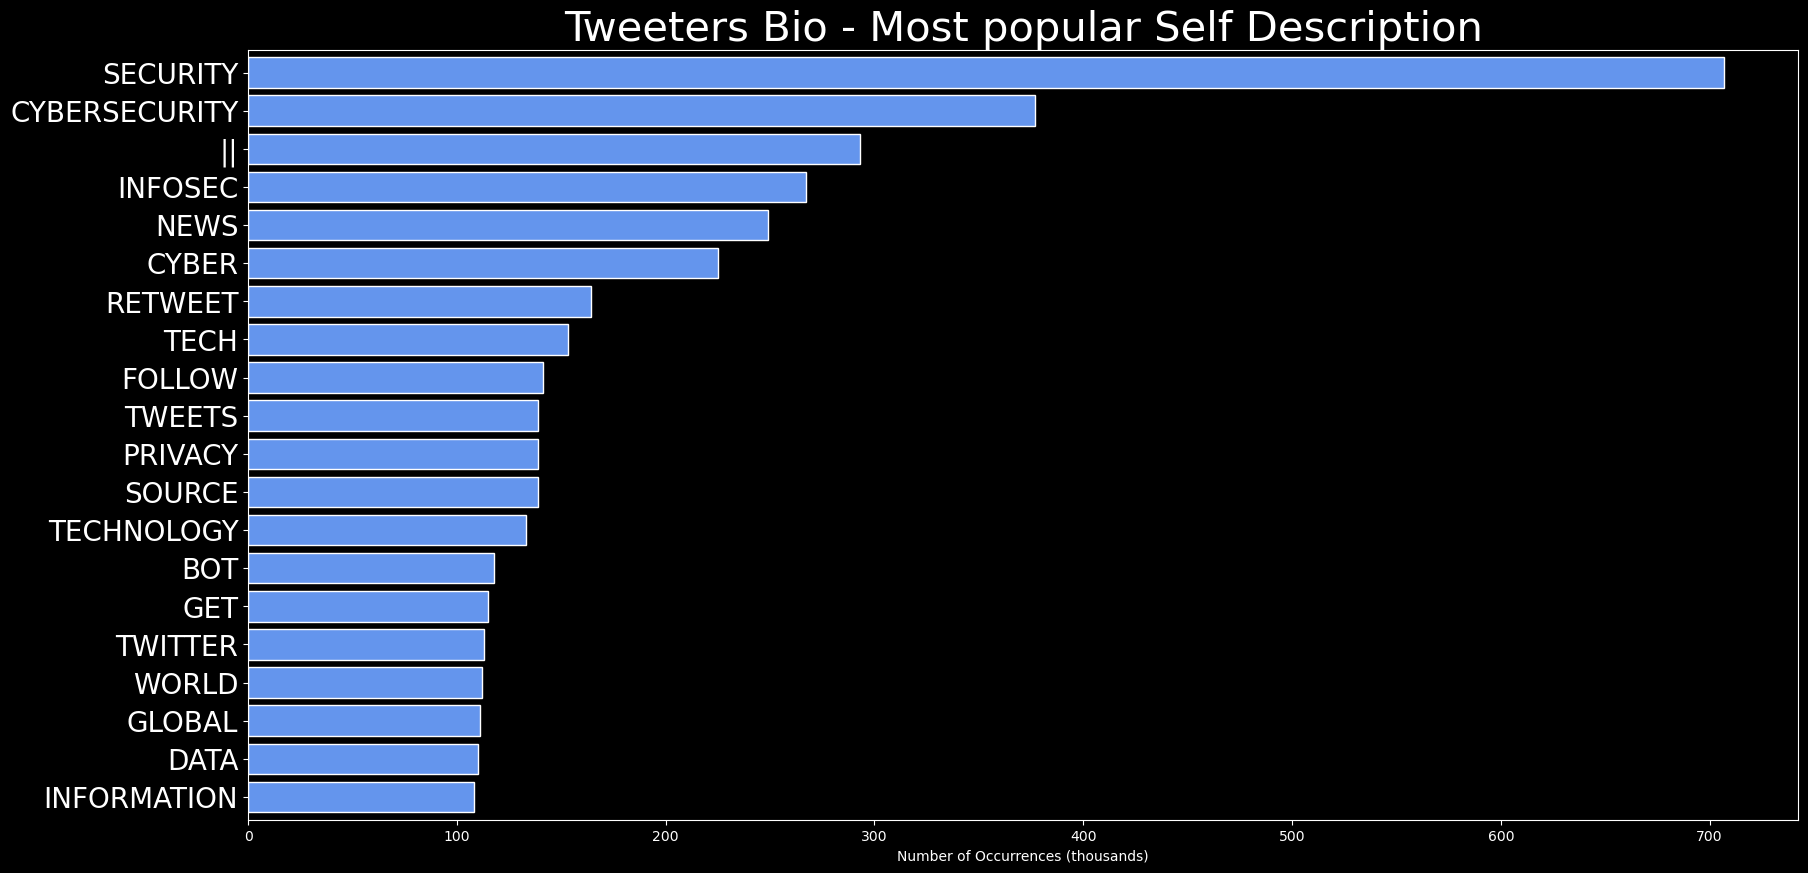 Tweeters Bio - Most popular Self Description
SECURITY
CYBERSECURITY
||
INFOSEC
NEWS
CYBER
RETWEET
TECH
FOLLOW
TWEETS
PRIVACY
SOURCE
TECHNOLOGY
BOT
GET
TWITTER
WORLD
GLOBAL
DATA
INFORMATION
0 100 200 300 400 500 600 700
Number of Occurrences (thousands)